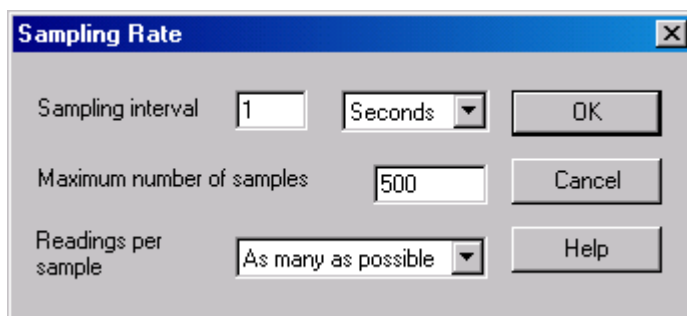 Sampling Rate
Sampling interval 1 Seconds OK
Maximum number of samples 500 Cancel
Readings per
sample As many as possible Help